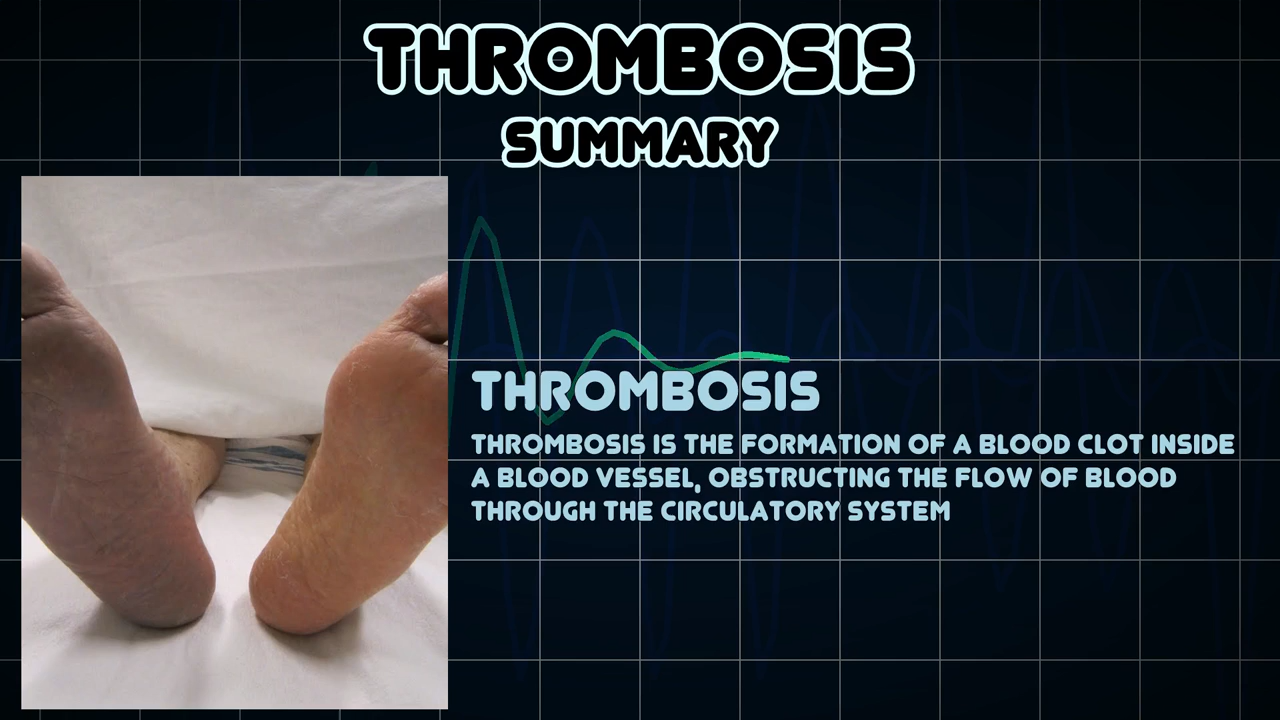 THROMBOSIS
SUMMARY
THROMBOSIS
THROMBOSIS IS THE FORMATION OF A BLOOD CLOT INSIDE
A BLOOD VESSEL, OBSTRUCTING THE FLOW OF BLOOD
THROUGH THE CIRCULATORY SYSTEM